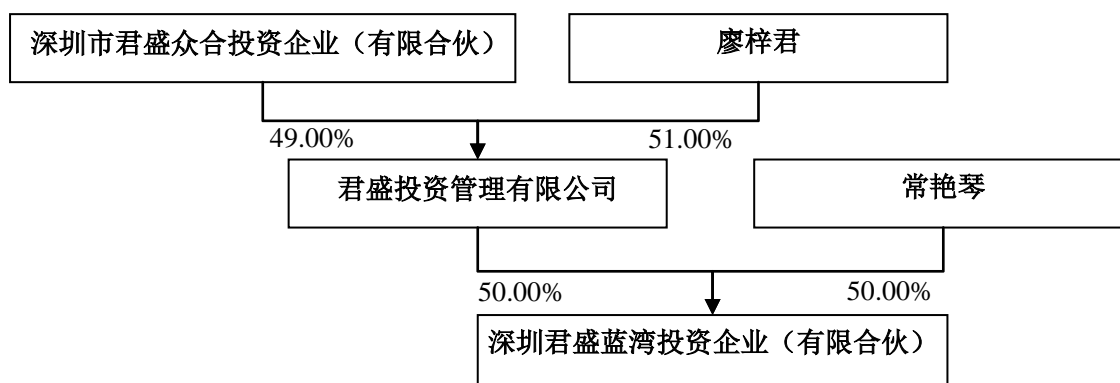 深圳市君盛众合投资企业（有限合伙）
廖梓君
49.00%
51.00%
君盛投资管理有限公司
常艳琴
50.00%
50.00%
深圳君盛蓝湾投资企业（有限合伙）